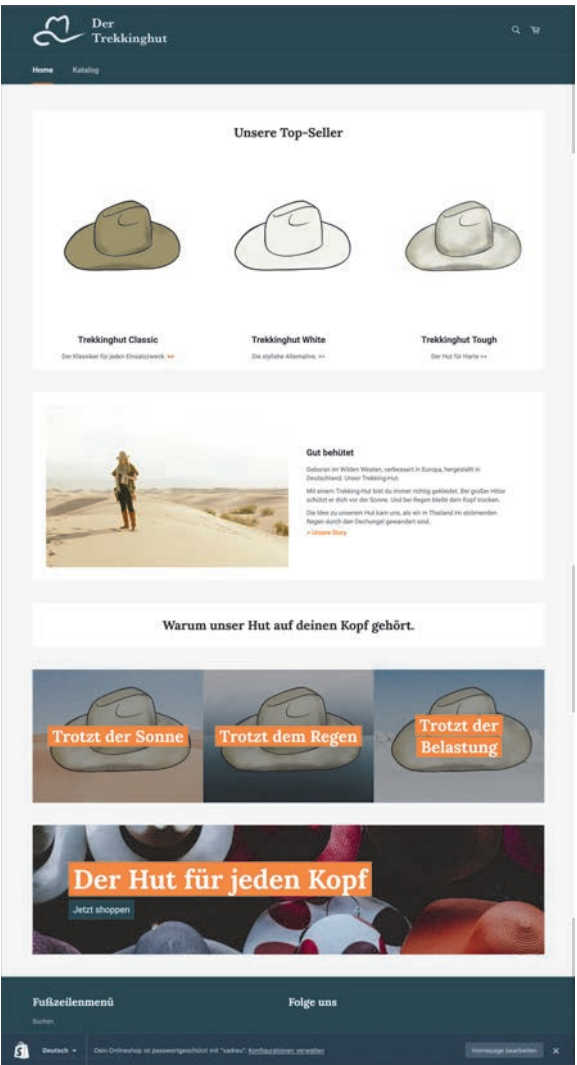 Der
Trekkinghut
Home Katalog
Unsere Top-Seller
Trekkinghut Classic
Der Klassiker für jeden Einsatzzweck. >>
Trekkinghut White
Die stylishe Alternative. >>
Trekkinghut Tough
Der Hut für Harte >>
Gut behütet
Geboren im Wilden Westen, verbessert in Europa, hergestellt in
Deutschland: Unser Trekking-Hut.
Mit einem Trekking-Hut bist du immer richtig gekleidet. Bei großer Hitze
schützt er dich vor der Sonne. Und bei Regen bleibt dein Kopf trocken.
Die Idee zu unserem Hut kam uns, als wir in Thailand im strömenden
Regen durch den Dschungel gewandert sind.
> Unsere Story
Warum unser Hut auf deinen Kopf gehört.
Trotzt der Sonne
Trotzt dem Regen
Trotzt der
Belastung
Der Hut für jeden Kopf
Jetzt shoppen
Fußzeilenmenü
Suchen
Folge uns
Deutsch
Dein Onlineshop ist passwortgeschützt mit "sadreu". Konfigurationen verwalten
Homepage bearbeiten